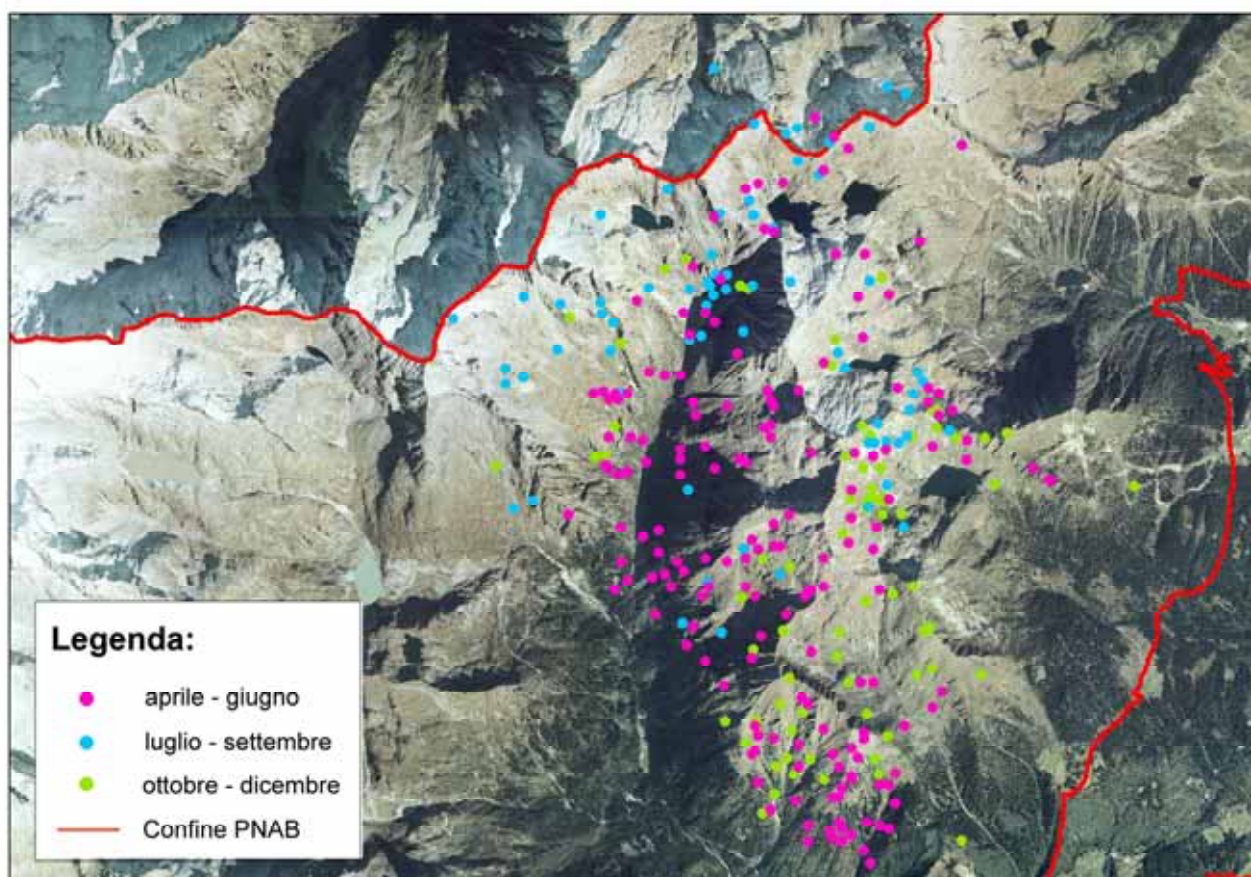 Legenda:
aprile - giugno
luglio - settembre
ottobre - dicembre
Confine PNAB